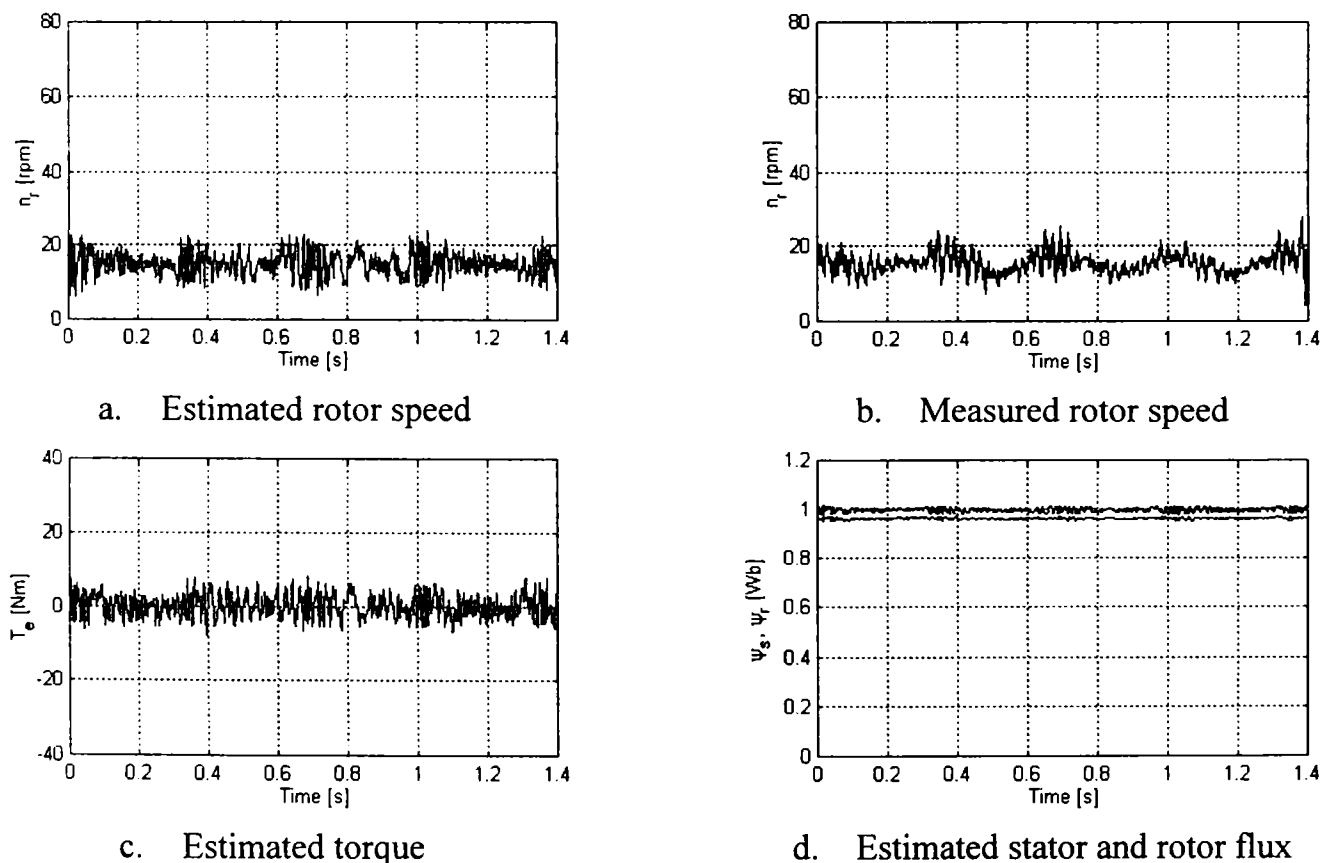 80
60
40
20
0
n_r [rpm]
0 0.2 0.4 0.6 0.8 1 1.2 1.4
Time [s]
a. Estimated rotor speed
80
60
40
20
0
n_r [rpm]
0 0.2 0.4 0.6 0.8 1 1.2 1.4
Time [s]
b. Measured rotor speed
40
20
0
-20
-40
T_e [Nm]
0 0.2 0.4 0.6 0.8 1 1.2 1.4
Time [s]
c. Estimated torque
1.2
1
0.8
0.6
0.4
0.2
0
Ψ_s, Ψ_r [Wb]
0 0.2 0.4 0.6 0.8 1 1.2 1.4
Time [s]
d. Estimated stator and rotor flux